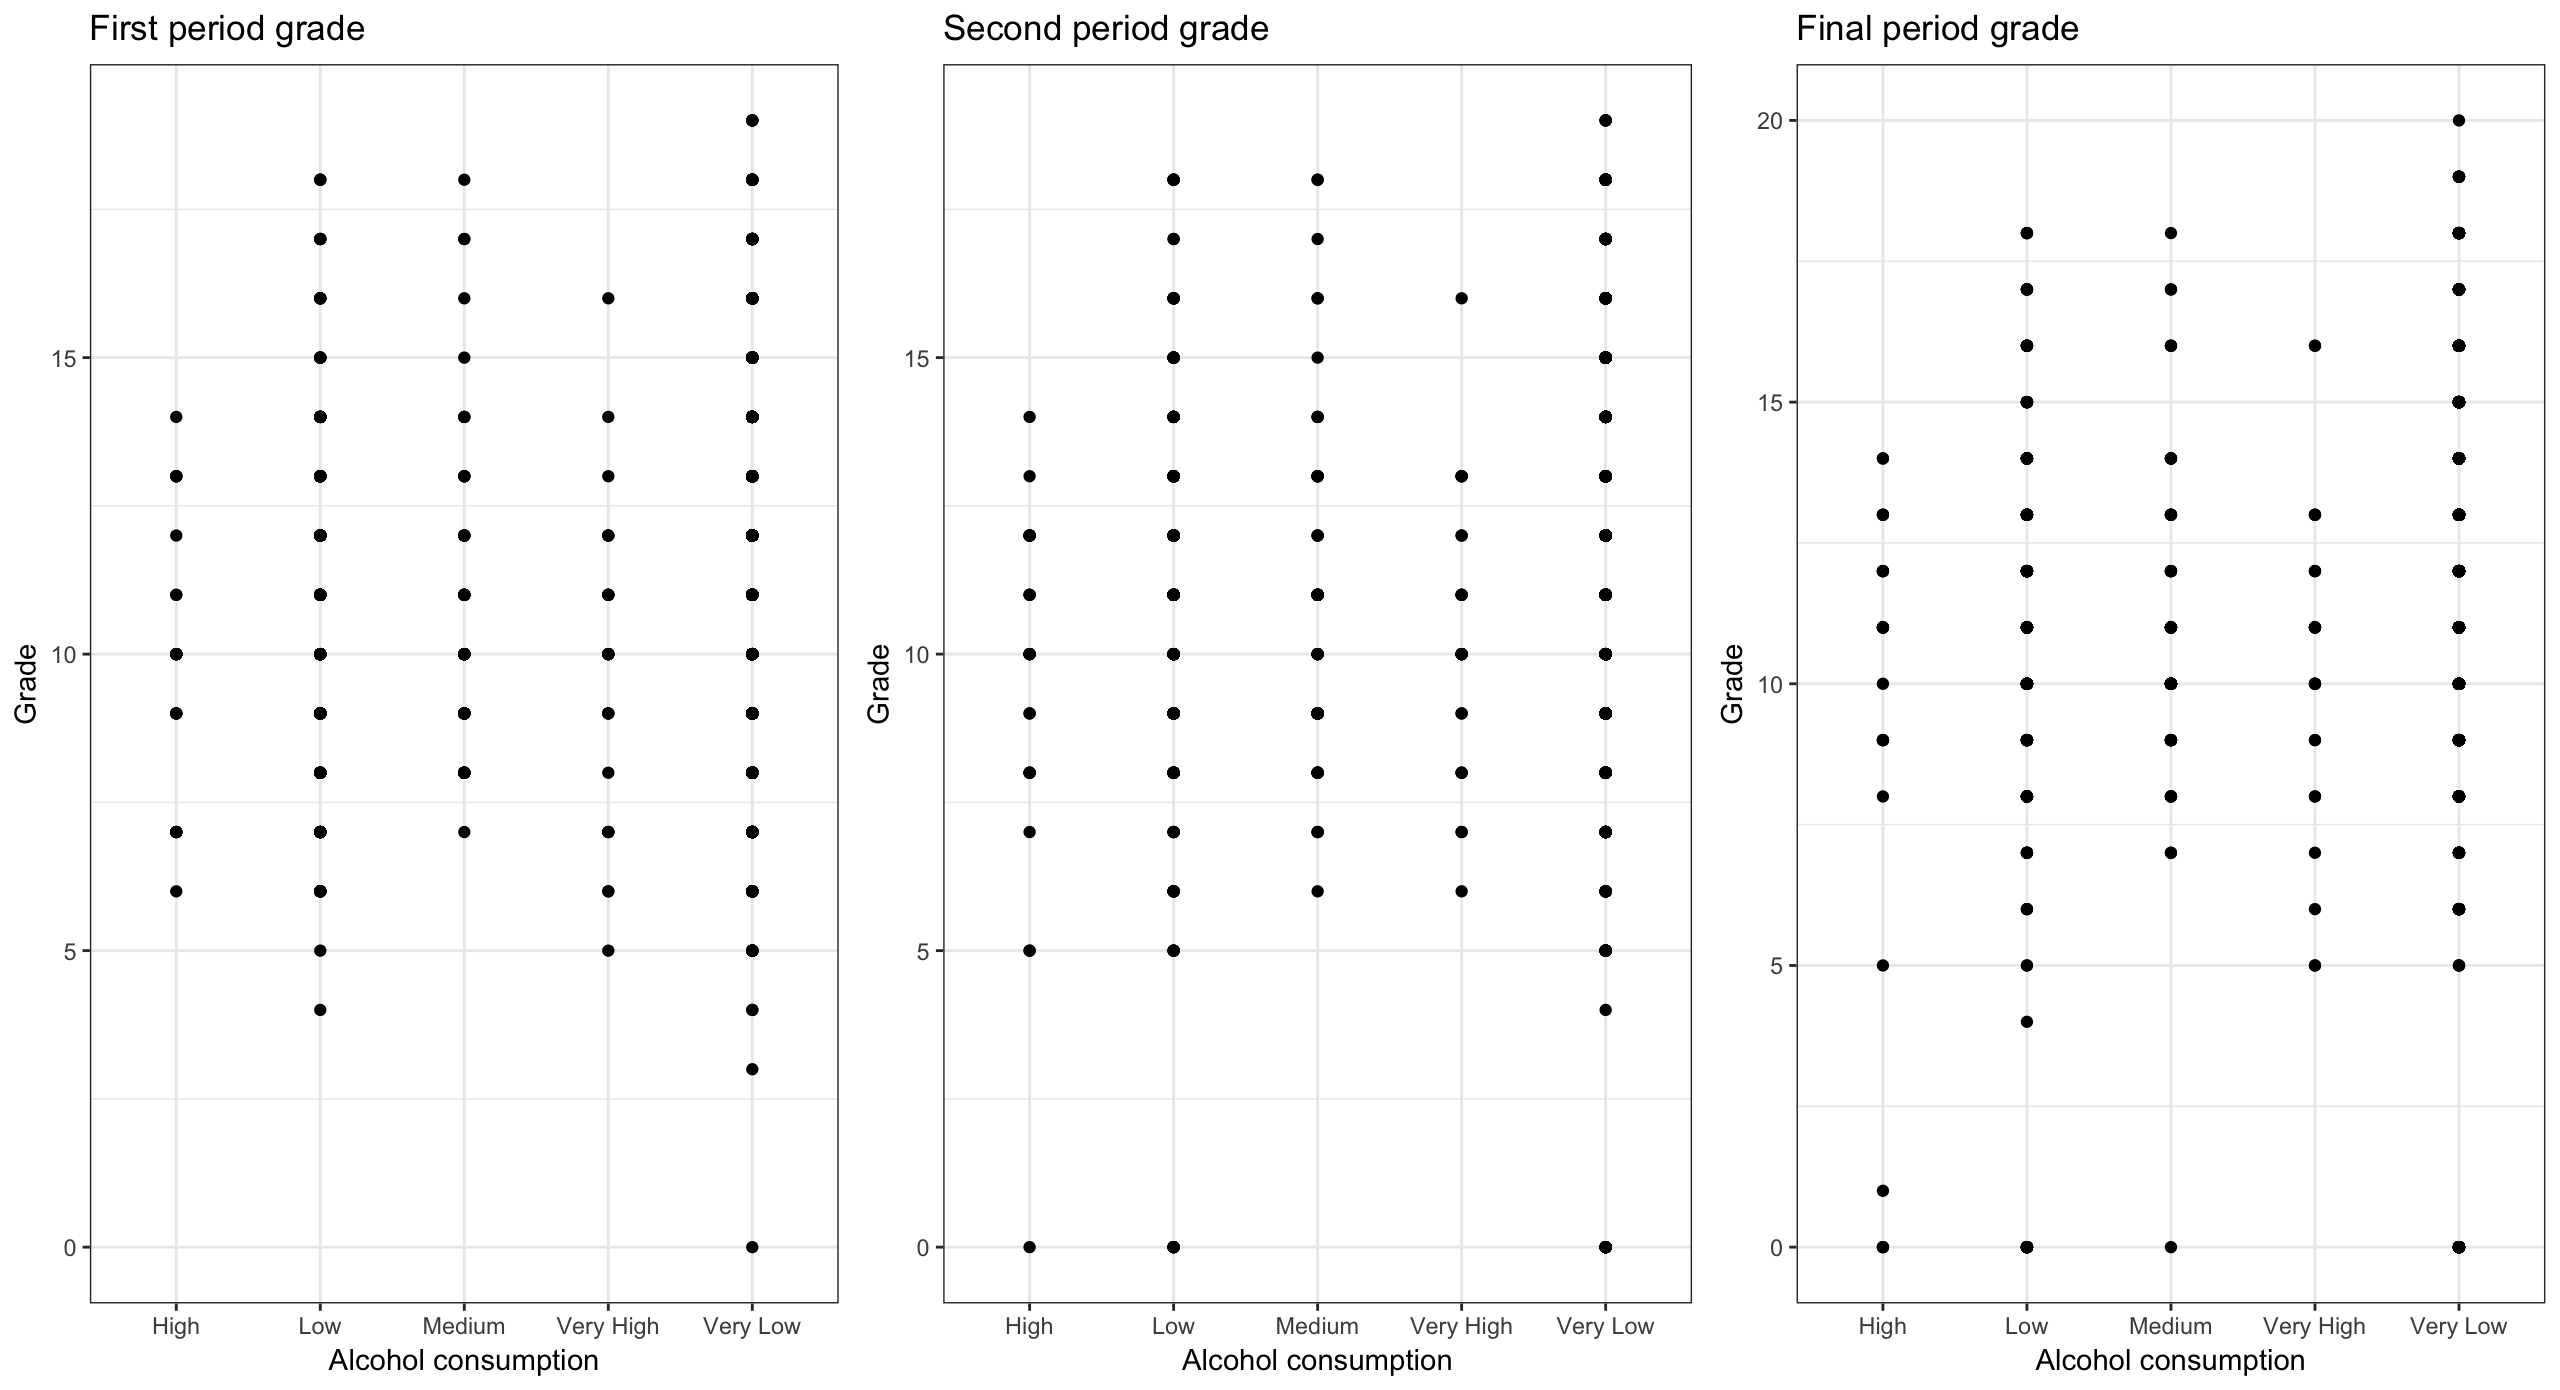 First period grade
Grade
15
10
5
0
High Low Medium Very High Very Low
Alcohol consumption
Second period grade
Grade
15
10
5
0
High Low Medium Very High Very Low
Alcohol consumption
Final period grade
Grade
20
15
10
5
0
High Low Medium Very High Very Low
Alcohol consumption